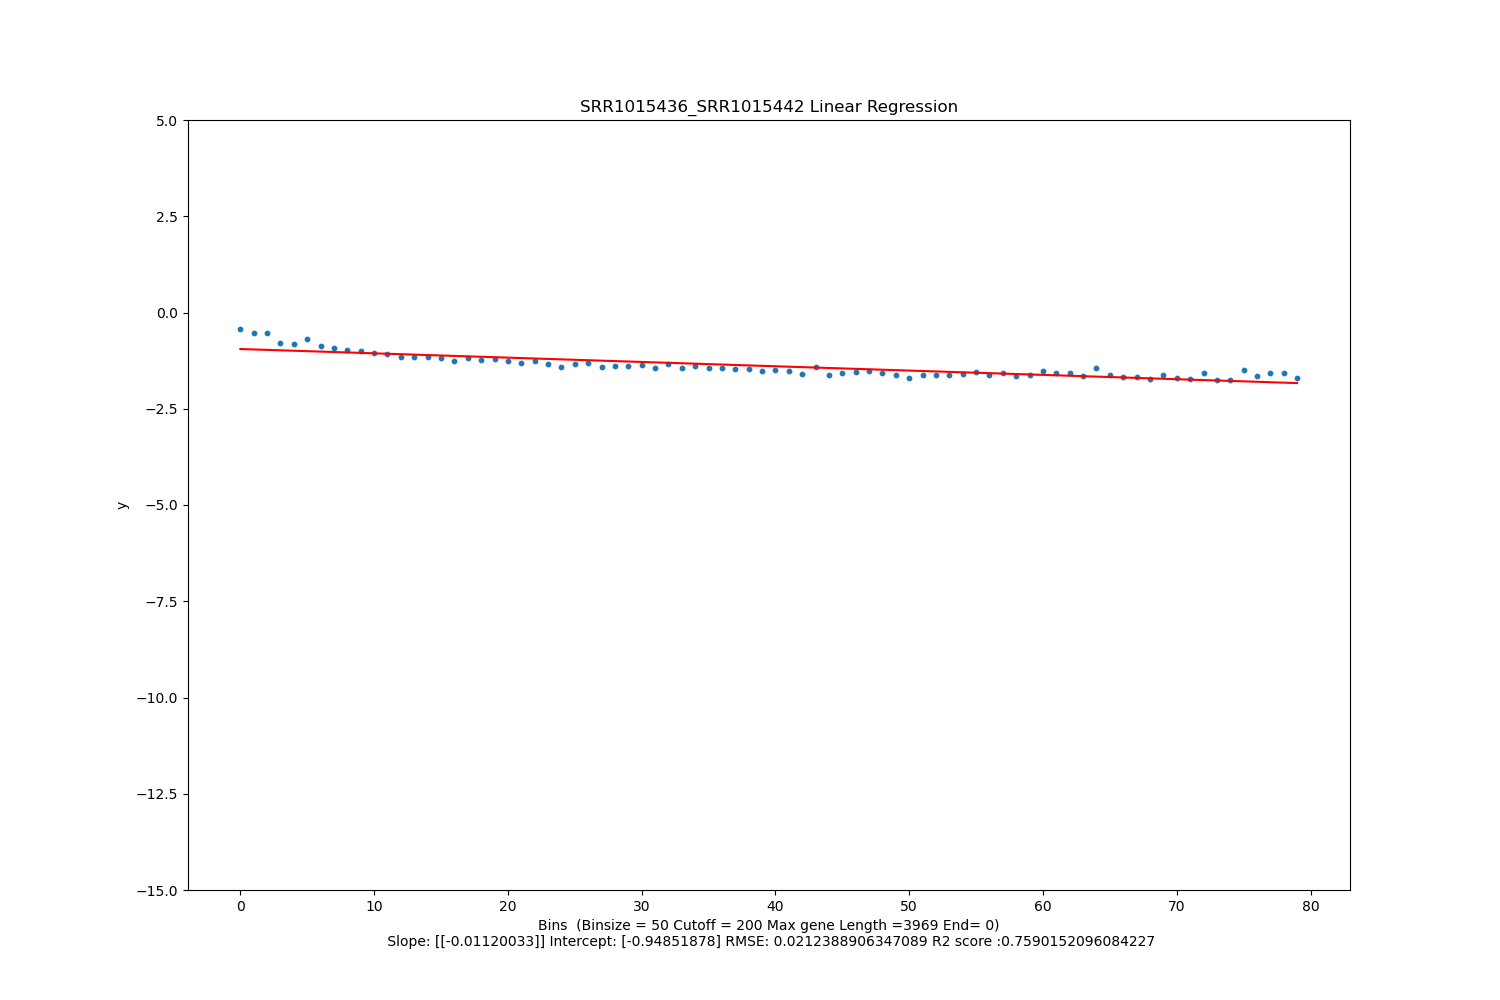 SRR1015436_SRR1015442 Linear Regression
5.0
2.5
0.0
−2.5
−5.0
−7.5
−10.0
−12.5
−15.0
y
0 10 20 30 40 50 60 70 80
Bins  (Binsize = 50 Cutoff = 200 Max gene Length =3969 End= 0)
Slope: [[-0.01120033]] Intercept: [-0.94851878] RMSE: 0.0212388906347089 R2 score :0.7590152096084227